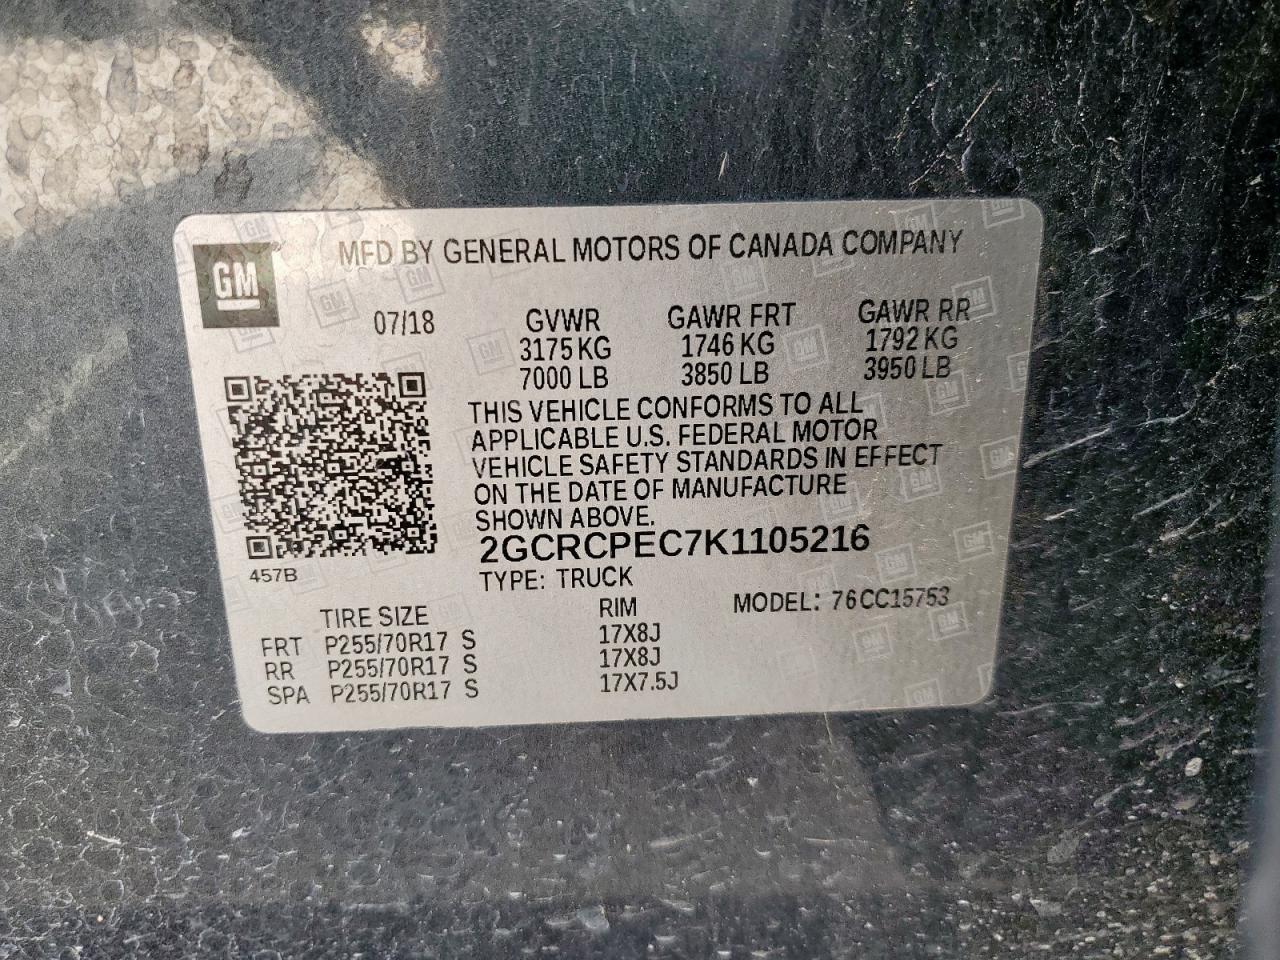 MFD BY GENERAL MOTORS OF CANADA COMPANY
GM
07/18
GVWR GAWR FRT GAWR RR
3175 KG 1746 KG 1792 KG
7000 LB 3850 LB 3950 LB
THIS VEHICLE CONFORMS TO ALL
APPLICABLE U.S. FEDERAL MOTOR
VEHICLE SAFETY STANDARDS IN EFFECT
ON THE DATE OF MANUFACTURE
SHOWN ABOVE.
2GCRCPEC7K1105216
457B
TYPE: TRUCK
MODEL: 76CC15753
TIRE SIZE RIM
FRT P255/70R17 S 17X8J
RR P255/70R17 S 17X8J
SPA P255/70R17 S 17X7.5J